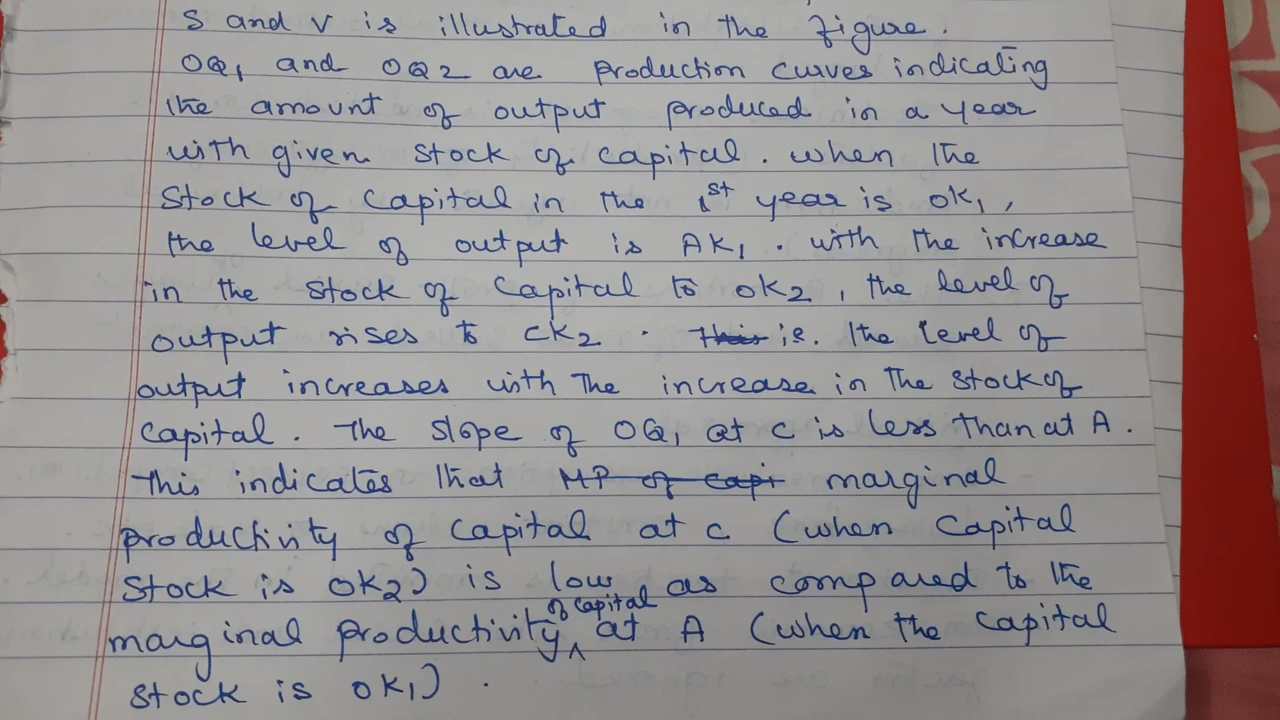 S and V is illustrated in the figure.
OQ₁ and OQ2 are production curves indicating
the amount of output produced in a year
with given stock of capital. when the
stock of capital in the 1st year is OK₁,
the level of output is AK₁. with the increase
in the stock of capital to OK₂, the level of
output rises to CK₂. This ie. the level of
output increases with the increase in the stock of
capital. The slope of OQ₁ at C is less than at A.
This indicates that MP of capi marginal
productivity of capital at C (when capital
stock is OK₂) is low as compared to the
of capital
marginal productivity ^ at A (when the capital
stock is OK₁).